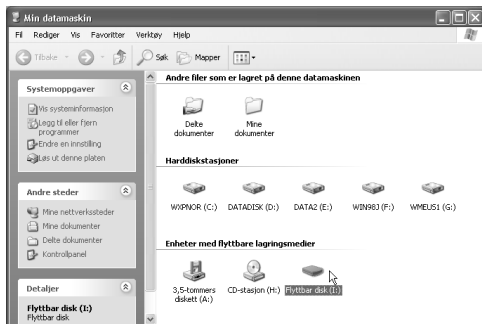 Min datamaskin
Fil Rediger Vis Favoritter Verktøy Hjelp
Tilbake Søk Mapper
Systemoppgaver
Vis systeminformasjon
Legg til eller fjern
programmer
Endre en innstilling
Løs ut denne platen
Andre steder
Mine nettverkssteder
Mine dokumenter
Delte dokumenter
Kontrollpanel
Detaljer
Flyttbar disk (I:)
Flyttbar disk
Andre filer som er lagret på denne datamaskinen
Delte
dokumenter
Mine
dokumenter
Harddiskstasjoner
WXPNOR (C:) DATADISK (D:) DATA2 (E:) WIN98J (F:) WMEUS1 (G:)
Enheter med flyttbare lagringsmedier
3,5-tommers
diskett (A:)
CD-stasjon (H:) Flyttbar disk (I:)